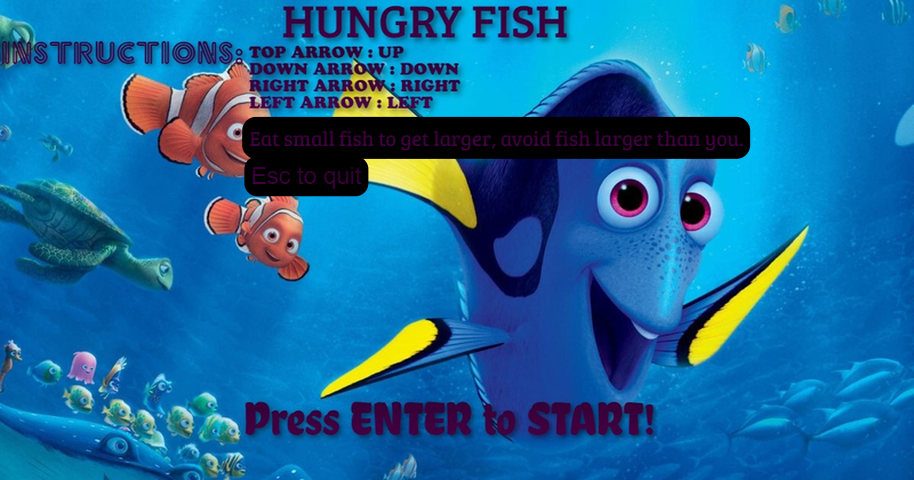 HUNGRY FISH
INSTRUCTIONS:
TOP ARROW : UP
DOWN ARROW : DOWN
RIGHT ARROW : RIGHT
LEFT ARROW : LEFT
Eat small fish to get larger, avoid fish larger than you.
Esc to quit
Press ENTER to START!